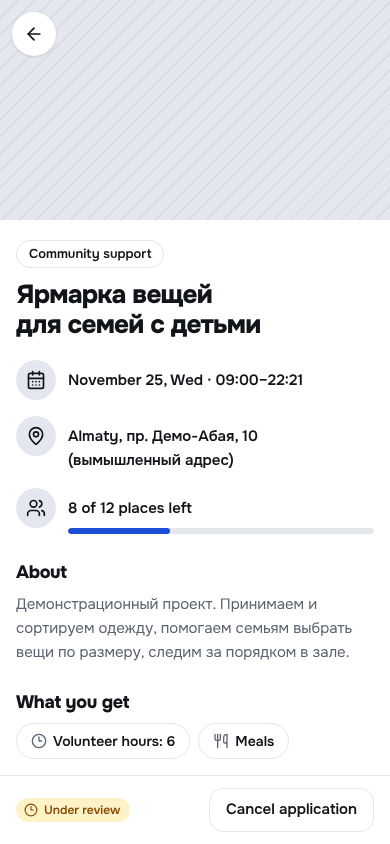 Community support
Ярмарка вещей
для семей с детьми
November 25, Wed · 09:00–22:21
Almaty, пр. Демо-Абая, 10
(вымышленный адрес)
8 of 12 places left
About
Демонстрационный проект. Принимаем и
сортируем одежду, помогаем семьям выбрать
вещи по размеру, следим за порядком в зале.
What you get
Volunteer hours: 6
Meals
Under review
Cancel application